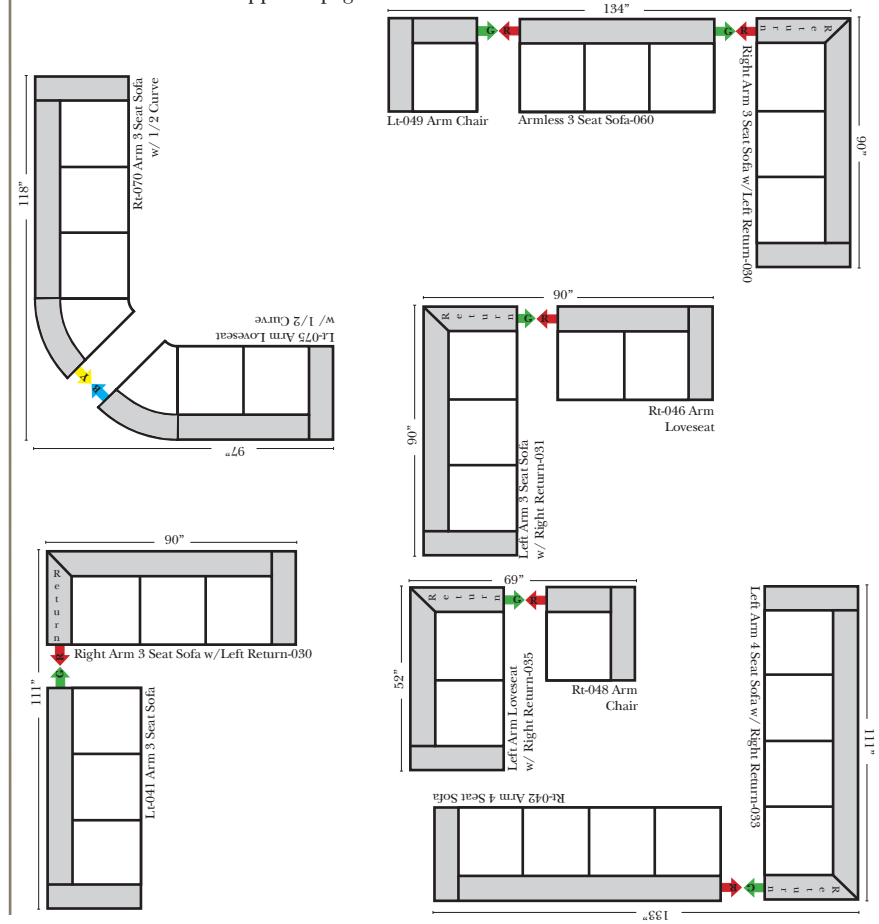 134”
G R
G R
Return
Lt-049 Arm Chair
Armless 3 Seat Sofa-060
Right Arm 3 Seat Sofa w/Left Return-030
90”
118”
Rt-070 Arm 3 Seat Sofa
w/ 1/2 Curve
Lt-075 Arm Loveseat
w/ 1/2 Curve
Y
B
97”
90”
Return
G R
90”
Left Arm 3 Seat Sofa
w/ Right Return-031
Rt-046 Arm
Loveseat
90”
Return
R
G
Right Arm 3 Seat Sofa w/Left Return-030
111”
Lt-041 Arm 3 Seat Sofa
69”
Return
G R
52”
Left Arm Loveseat
w/ Right Return-035
Rt-048 Arm
Chair
Left Arm 4 Seat Sofa w/ Right Return-033
111”
Rt-042 Arm 4 Seat Sofa
R G
Return
133”